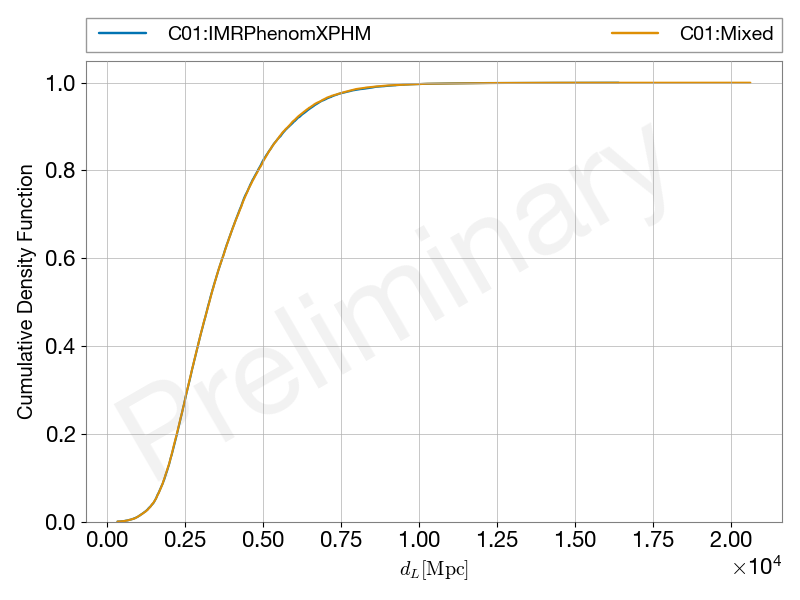 C01:IMRPhenomXPHM C01:Mixed
1.0
0.8
0.6
0.4
0.2
0.0
Cumulative Density Function
Preliminary
0.00 0.25 0.50 0.75 1.00 1.25 1.50 1.75 2.00
×10⁴
d_L[Mpc]